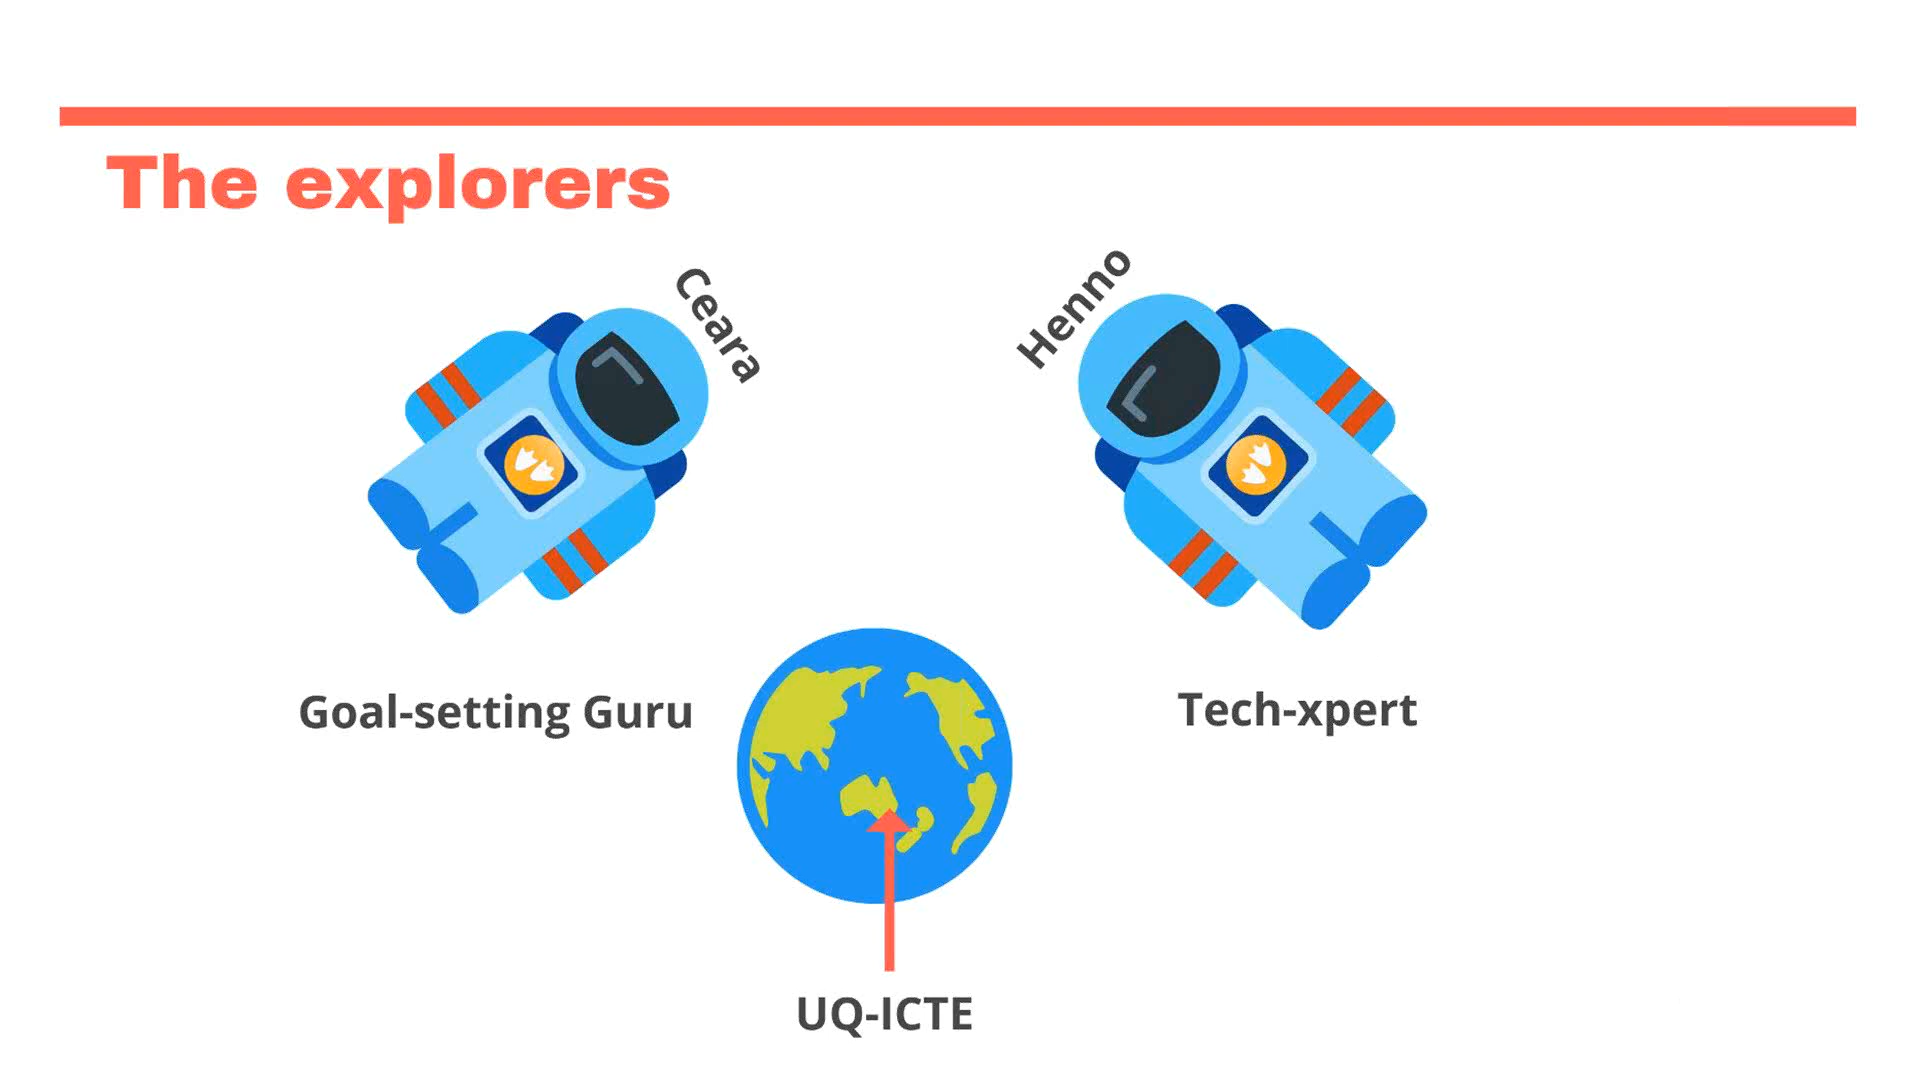 The explorers
Ceara
Henno
Goal-setting Guru
Tech-xpert
UQ-ICTE